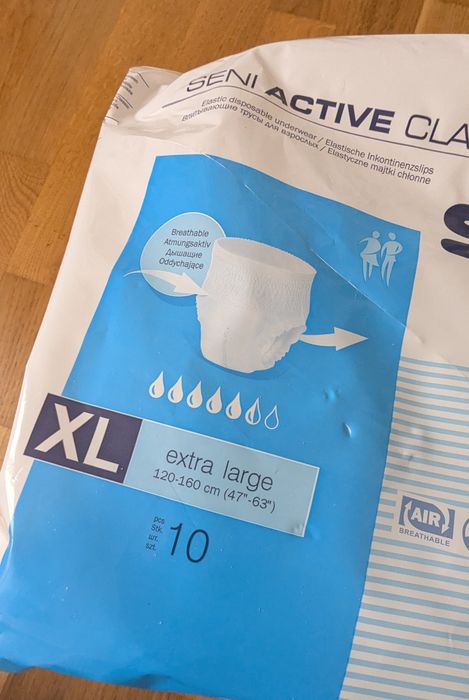 SENI ACTIVE CLA
Elastic disposable underwear / Elastische Inkontinenzslips
Впитывающие трусы для взрослых / Elastyczne majtki chłonne
S
Breathable
Atmungsaktiv
Дышащие
Oddychające
XL
extra large
120-160 cm (47"-63")
pcs
Stk.
шт.
szt.
10
AIR
BREATHABLE